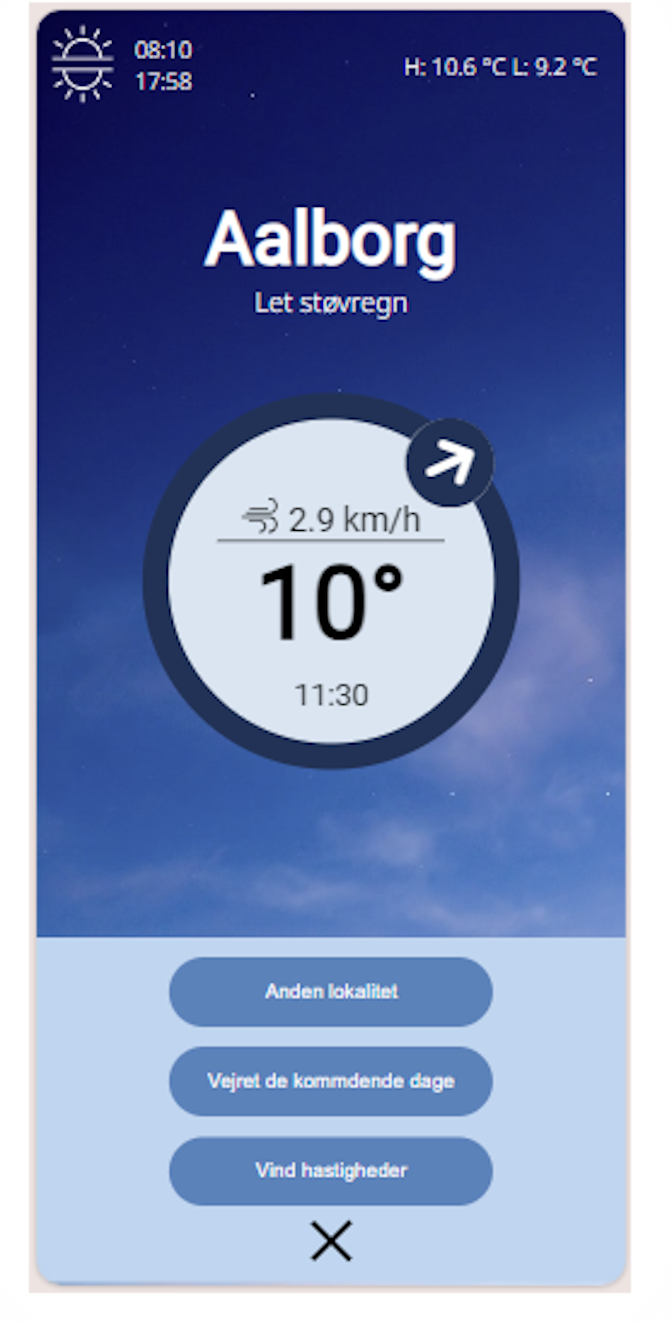 08:10
17:58
H: 10.6 °C L: 9.2 °C
Aalborg
Let støvregn
2.9 km/h
10°
11:30
Anden lokalitet
Vejret de kommdende dage
Vind hastigheder